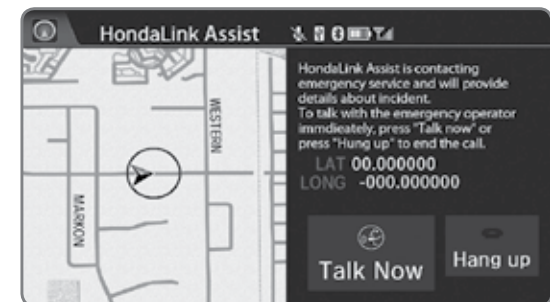 HondaLink Assist
HondaLink Assist is contacting
emergency service and will provide
details about incident.
To talk with the emergency operator
immdieately, press "Talk now" or
press "Hung up" to end the call.
LAT 00.000000
LONG -000.000000
WESTERN
MARKON
Talk Now
Hang up